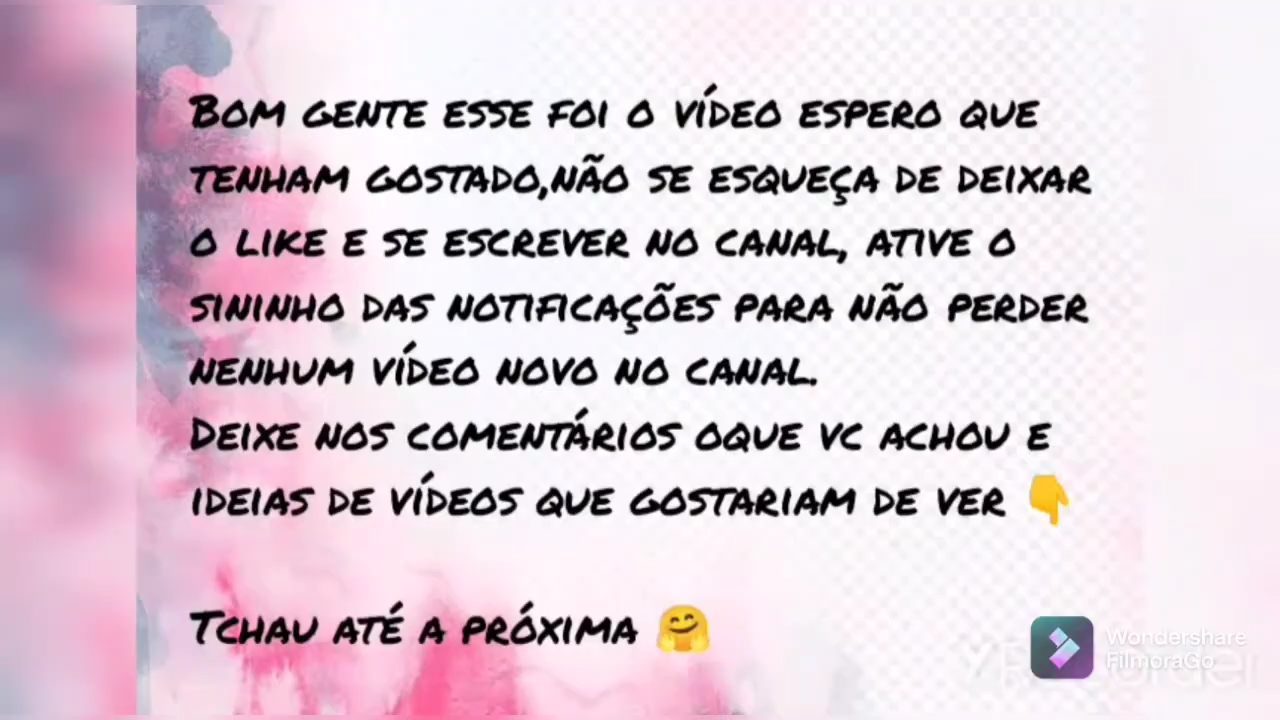 Bom gente esse foi o vídeo espero que
tenham gostado,não se esqueça de deixar
o like e se escrever no canal, ative o
sininho das notificações para não perder
nenhum vídeo novo no canal.
Deixe nos comentários oque vc achou e
ideias de vídeos que gostariam de ver 👇
Tchau até a próxima 🤗
Wondershare
FilmoraGo